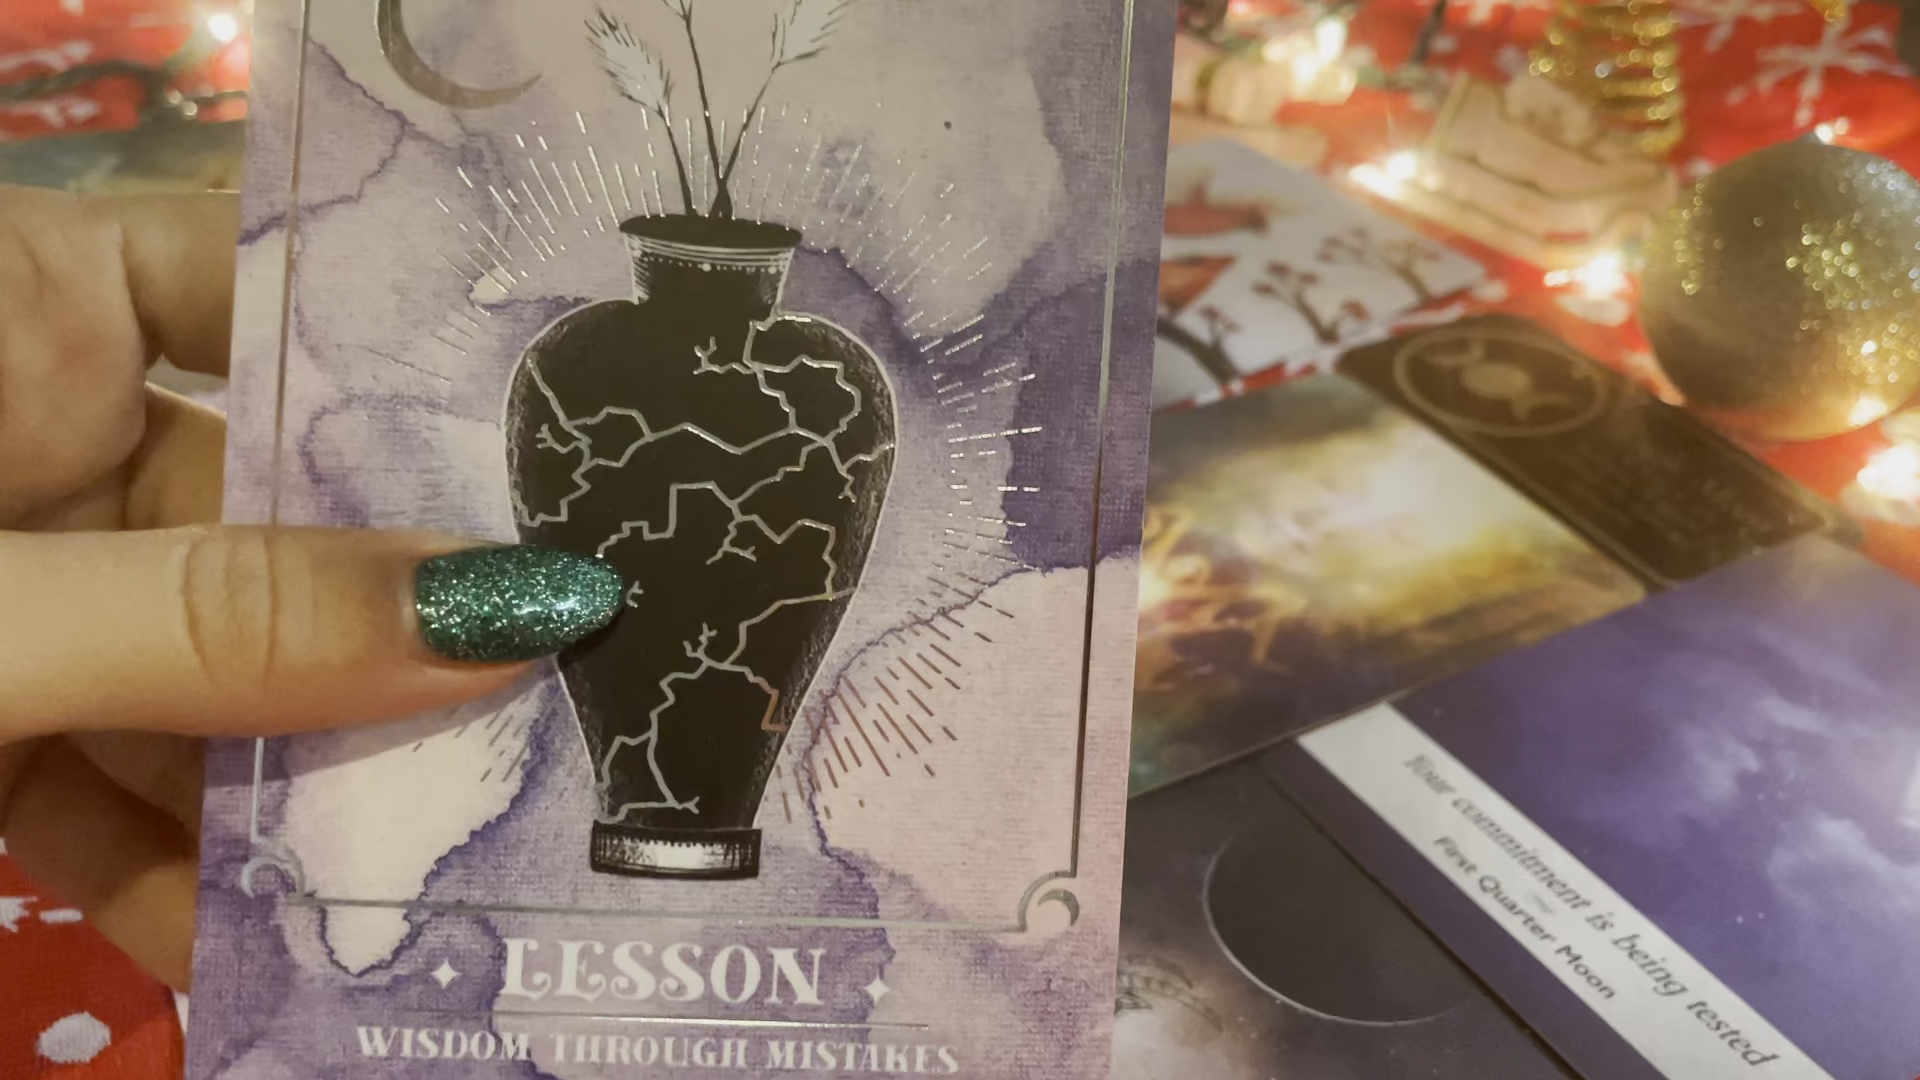 LESSON
WISDOM THROUGH MISTAKES
Your commitment is being tested
First Quarter Moon